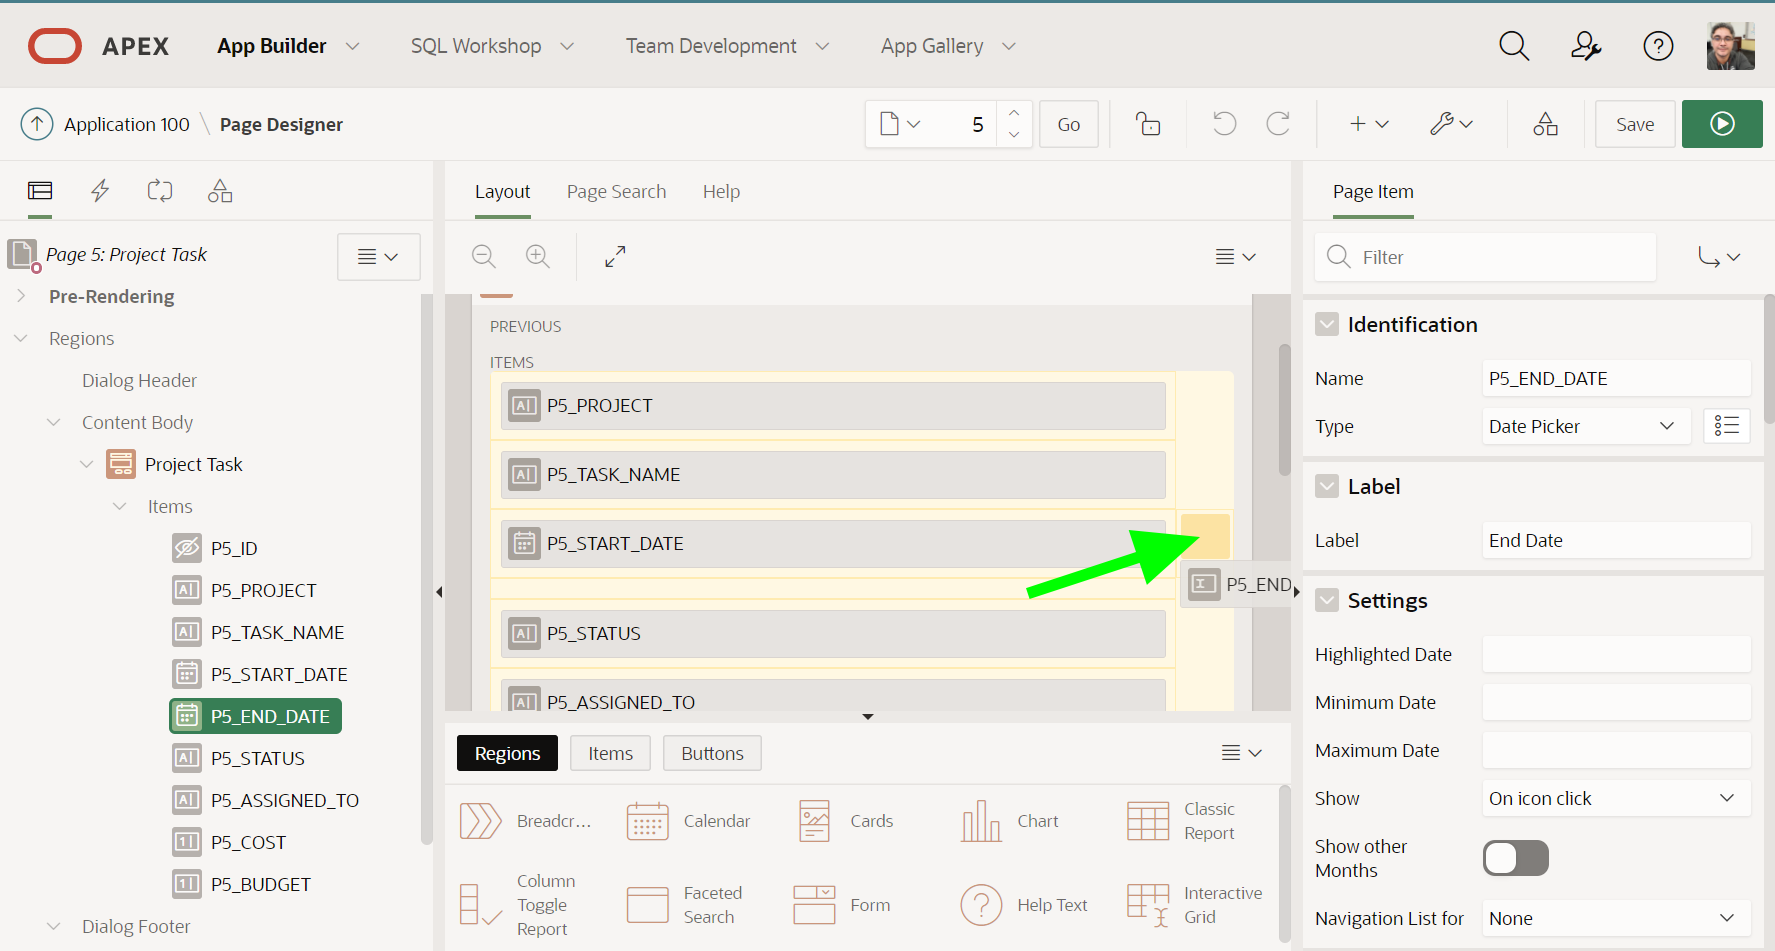 APEX App Builder SQL Workshop Team Development App Gallery
Application 100 \ Page Designer 5 Go Save
Layout Page Search Help
Page Item
Page 5: Project Task
Filter
Pre-Rendering
Regions
Dialog Header
Content Body
Project Task
Items
P5_ID
P5_PROJECT
P5_TASK_NAME
P5_START_DATE
P5_END_DATE
P5_STATUS
P5_ASSIGNED_TO
P5_COST
P5_BUDGET
Dialog Footer
PREVIOUS
ITEMS
P5_PROJECT
P5_TASK_NAME
P5_START_DATE
P5_END
P5_STATUS
P5_ASSIGNED_TO
Regions Items Buttons
Breadcr...
Calendar
Cards
Chart
Classic
Report
Column
Toggle
Report
Faceted
Search
Form
Help Text
Interactive
Grid
Identification
Name P5_END_DATE
Type Date Picker
Label
Label End Date
Settings
Highlighted Date
Minimum Date
Maximum Date
Show On icon click
Show other
Months
Navigation List for None